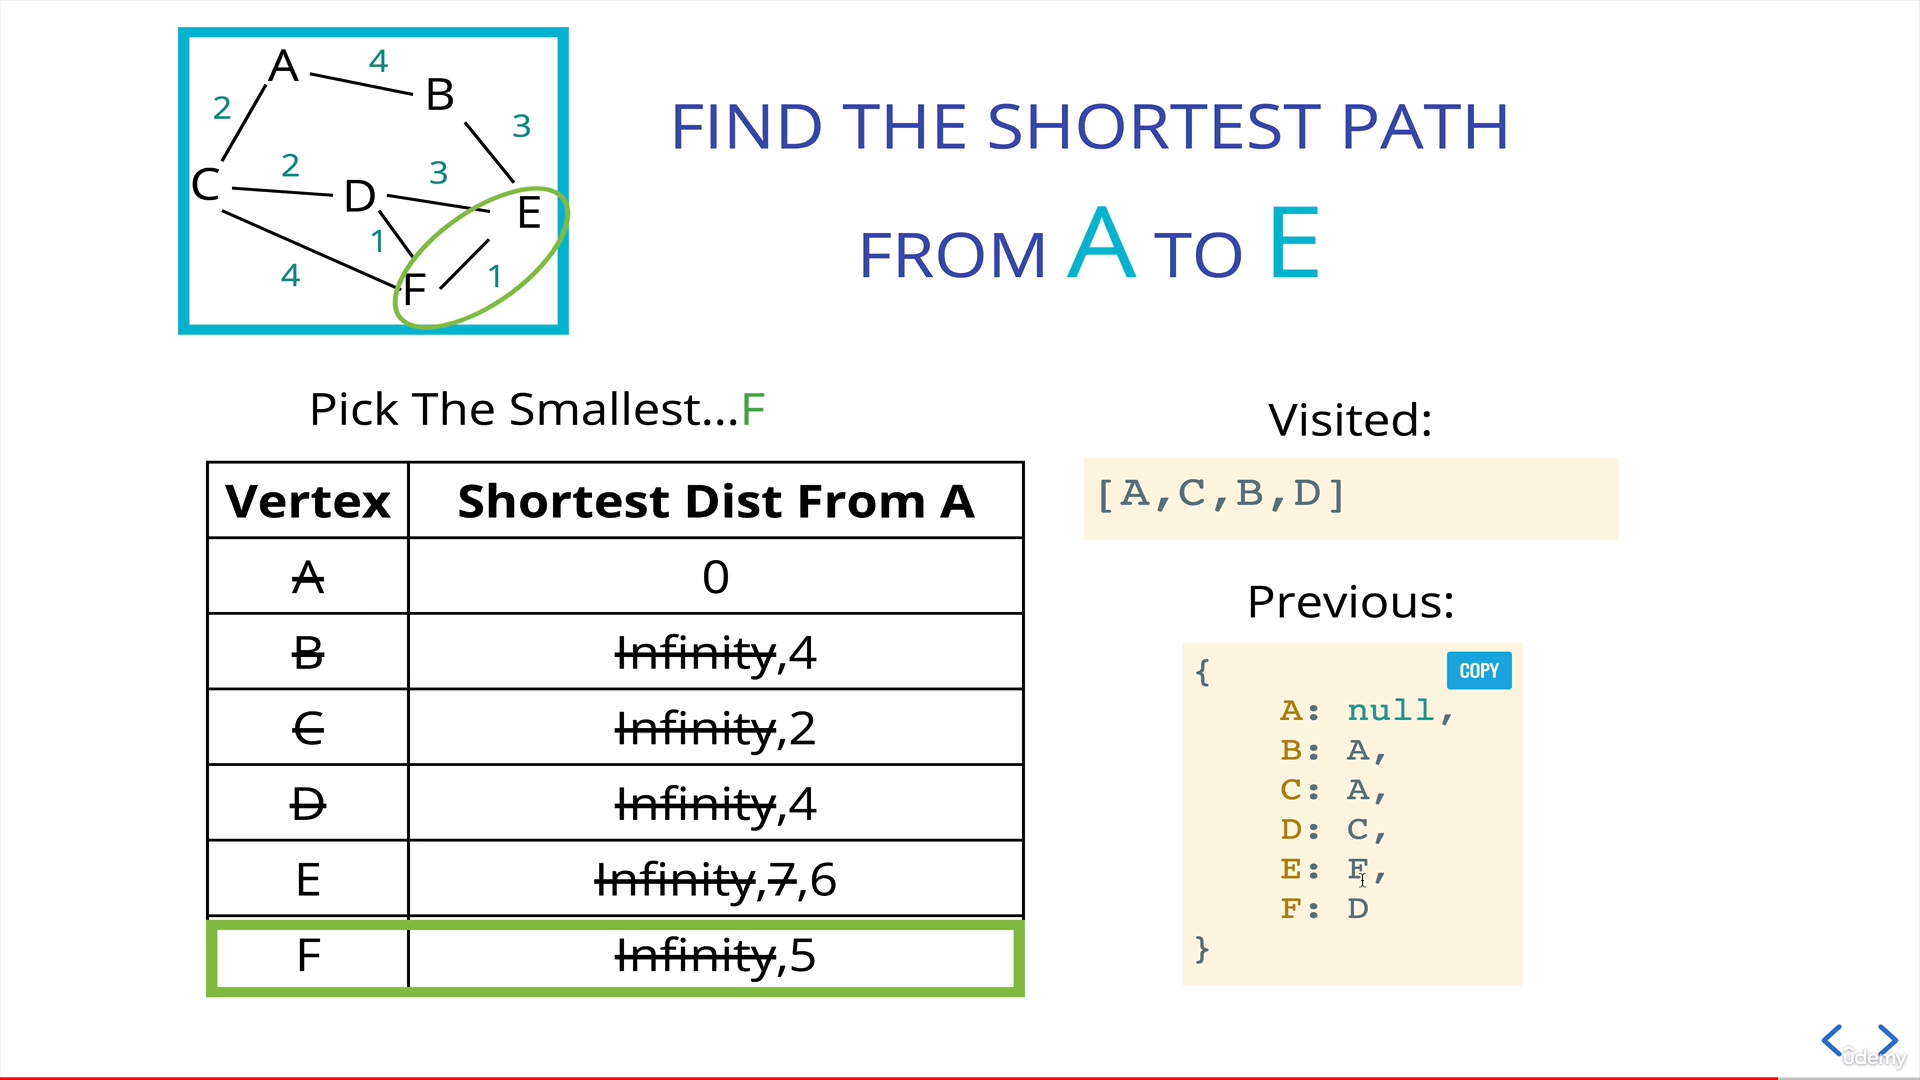 A
4
B
2
3
C
2
D
3
E
1
4
F
1
FIND THE SHORTEST PATH
FROM A TO E
Pick The Smallest...F
Vertex Shortest Dist From A
A 0
B Infinity,4
C Infinity,2
D Infinity,4
E Infinity,7,6
F Infinity,5
Visited:
[A,C,B,D]
Previous:
{
COPY
A: null,
B: A,
C: A,
D: C,
E: F,
F: D
}
ûdemy